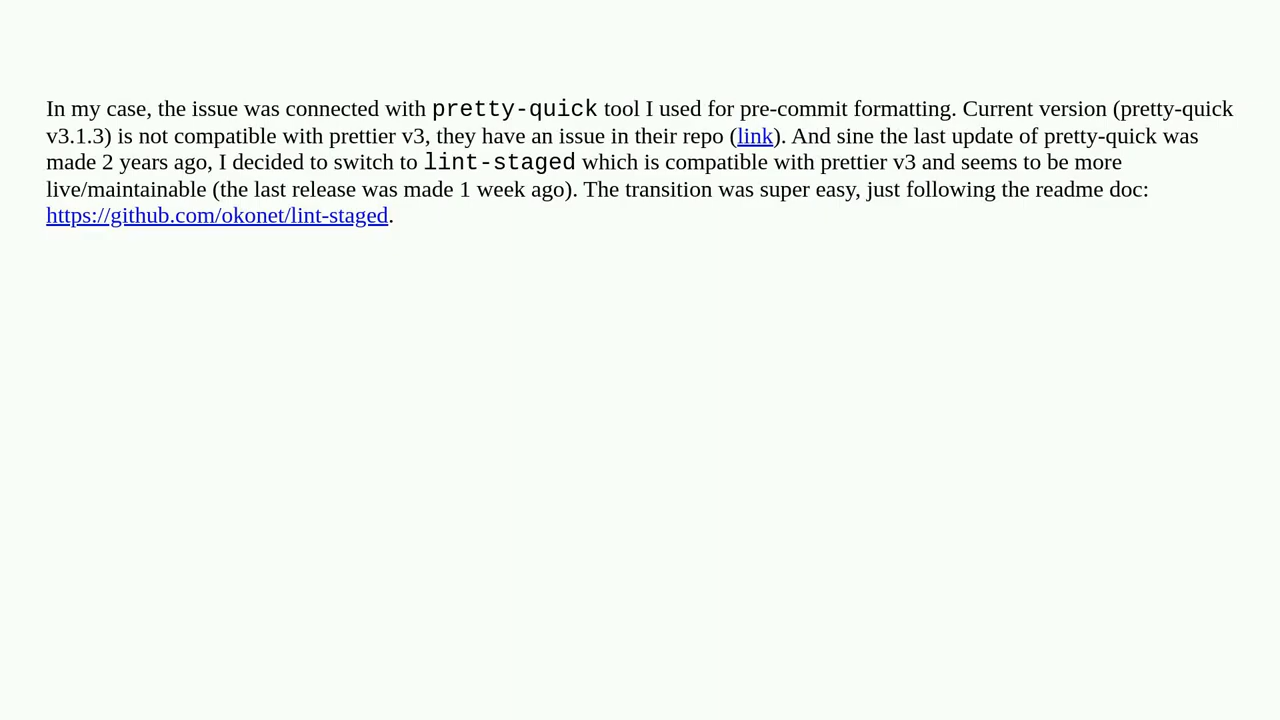 In my case, the issue was connected with pretty-quick tool I used for pre-commit formatting. Current version (pretty-quick
v3.1.3) is not compatible with prettier v3, they have an issue in their repo (link). And sine the last update of pretty-quick was
made 2 years ago, I decided to switch to lint-staged which is compatible with prettier v3 and seems to be more
live/maintainable (the last release was made 1 week ago). The transition was super easy, just following the readme doc:
https://github.com/okonet/lint-staged.